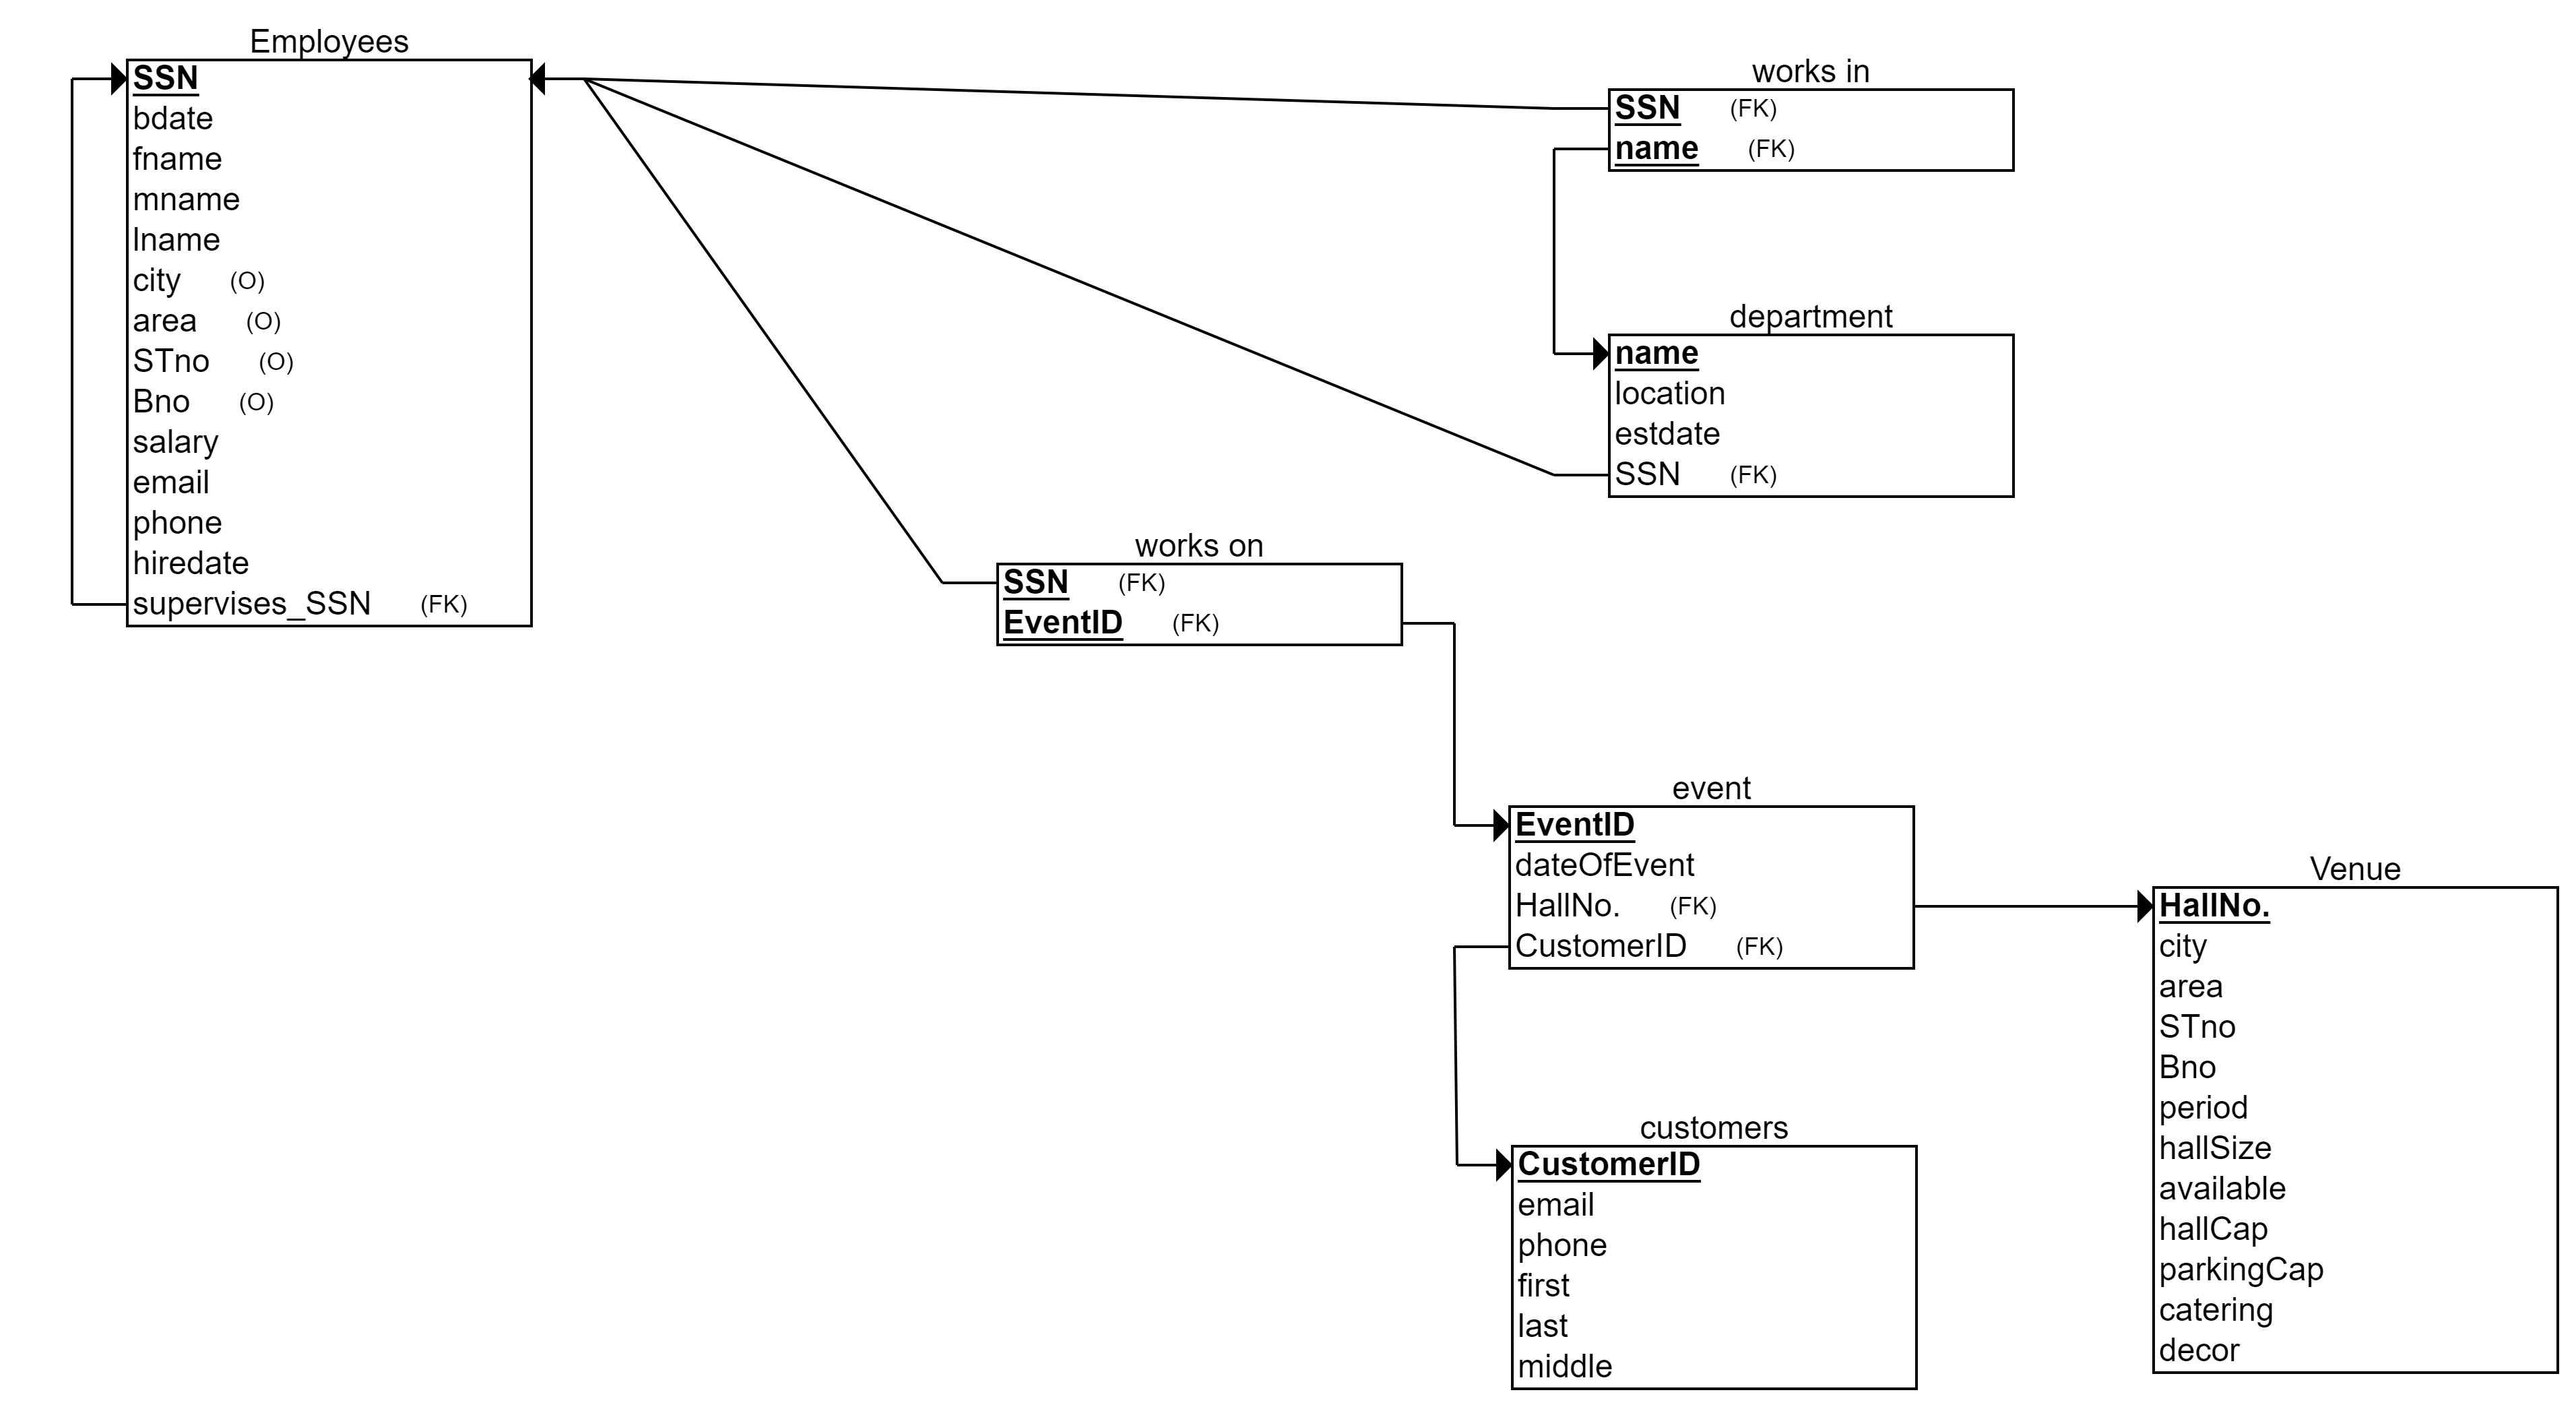 Employees
SSN
bdate
fname
mname
lname
city (O)
area (O)
STno (O)
Bno (O)
salary
email
phone
hiredate
supervises_SSN (FK)
works in
SSN (FK)
name (FK)
department
name
location
estdate
SSN (FK)
works on
SSN (FK)
EventID (FK)
event
EventID
dateOfEvent
HallNo. (FK)
CustomerID (FK)
Venue
HallNo.
city
area
STno
Bno
period
hallSize
available
hallCap
parkingCap
catering
decor
customers
CustomerID
email
phone
first
last
middle